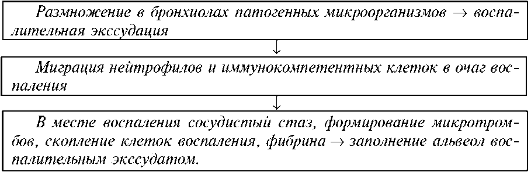 Размножение в бронхиолах патогенных микроорганизмов → воспа-
лительная экссудация
Миграция нейтрофилов и иммунокомпетентных клеток в очаг вос-
паления
В месте воспаления сосудистый стаз, формирование микротром-
бов, скопление клеток воспаления, фибрина → заполнение альвеол вос-
палительным экссудатом.